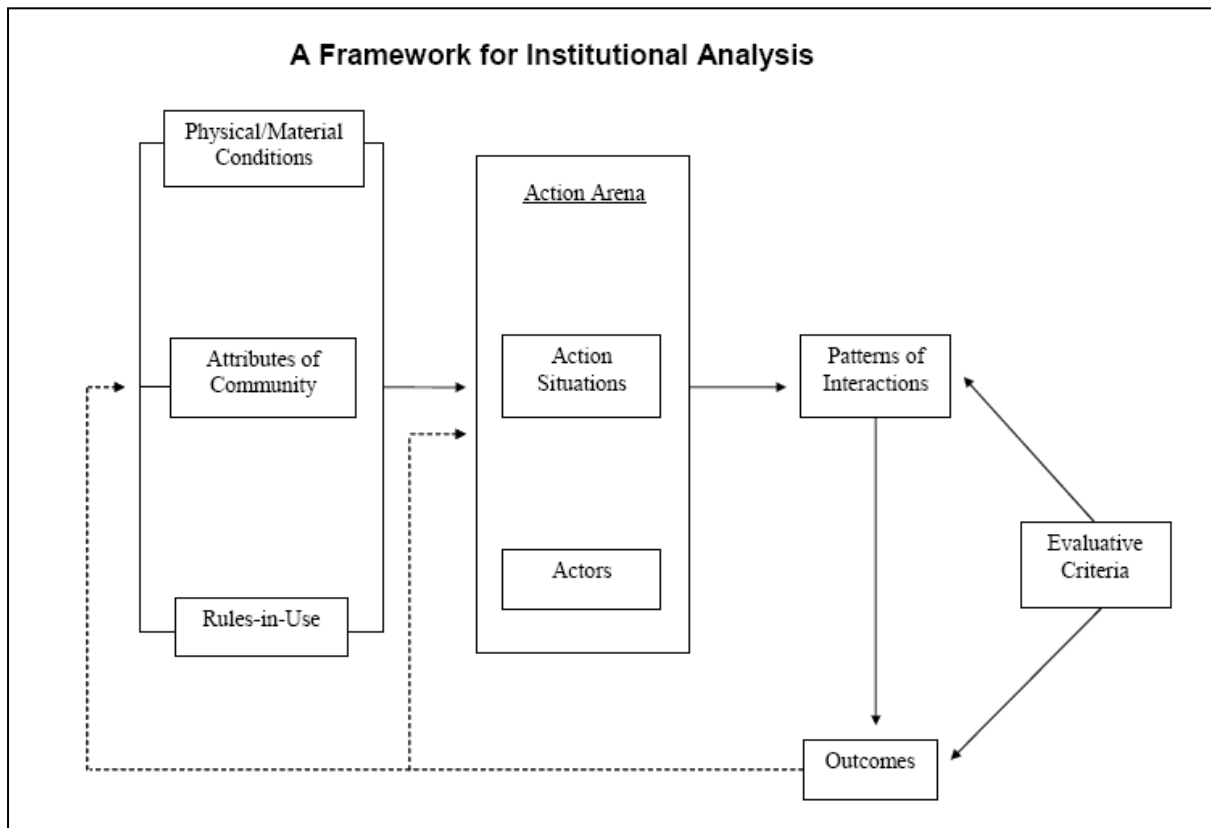 A Framework for Institutional Analysis
Physical/Material
Conditions
Action Arena
Attributes of
Community
Action
Situations
Patterns of
Interactions
Evaluative
Criteria
Actors
Rules-in-Use
Outcomes